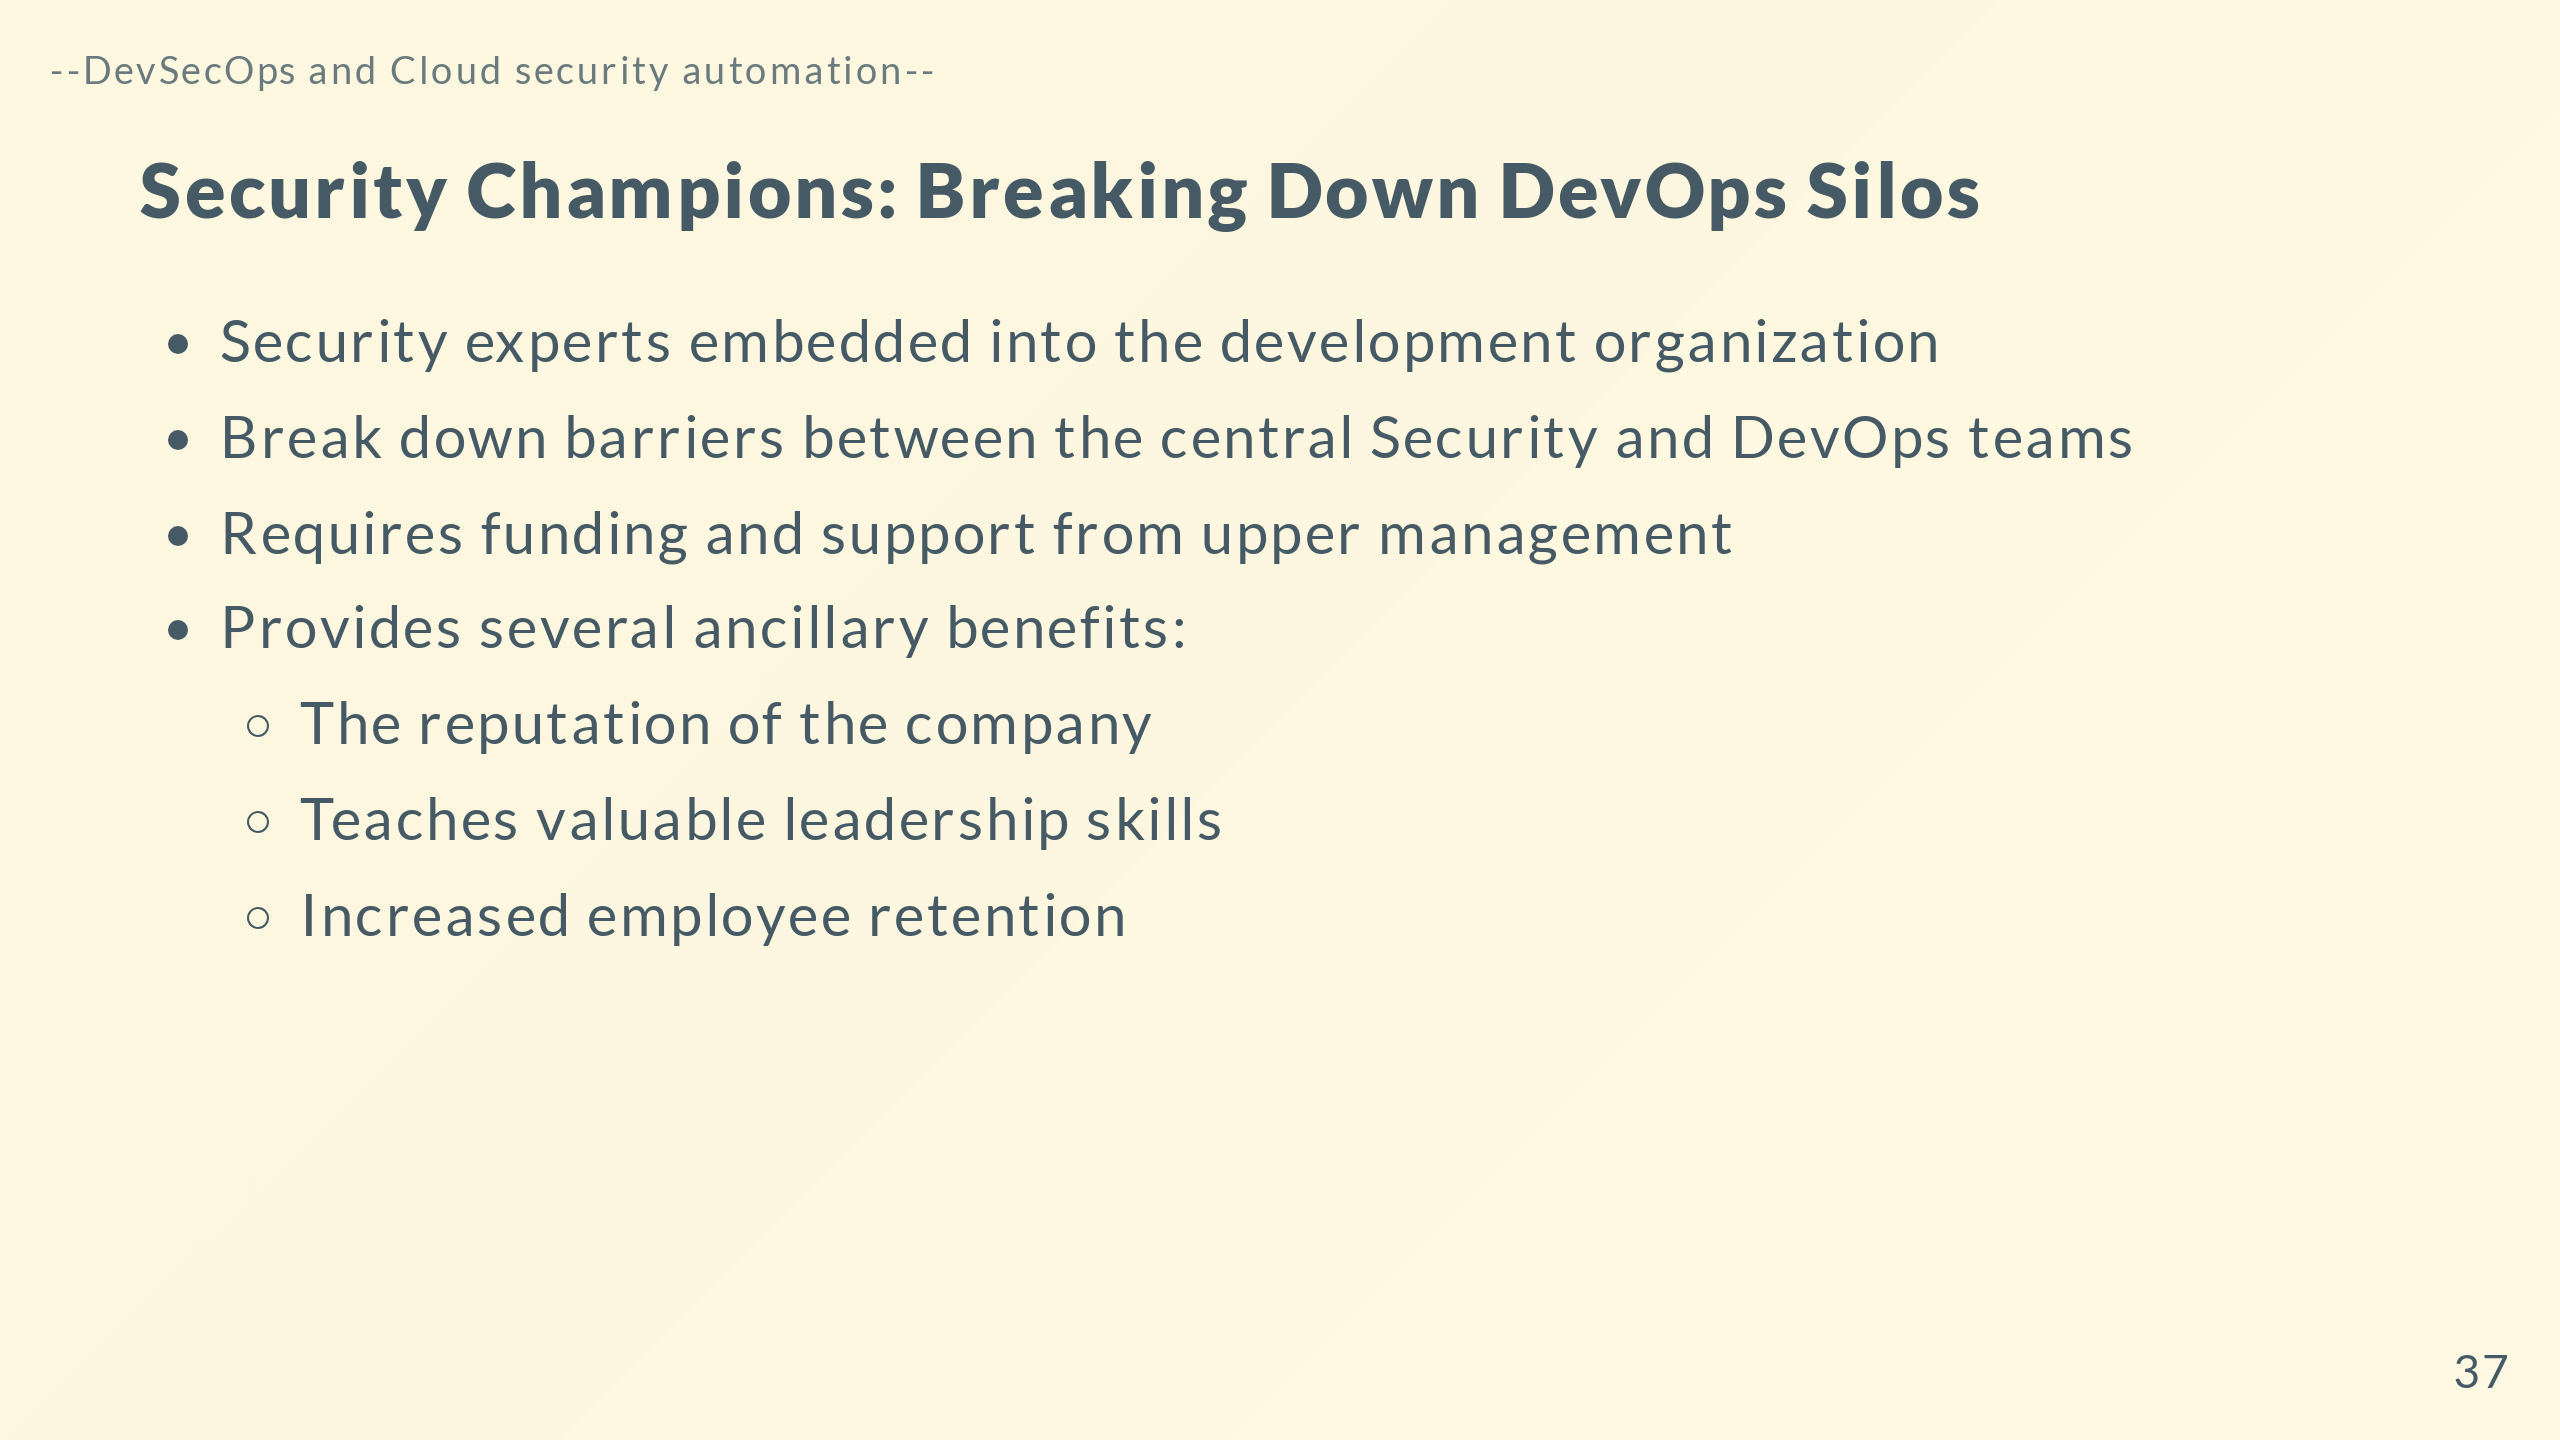 --DevSecOps and Cloud security automation--
Security Champions: Breaking Down DevOps Silos
• Security experts embedded into the development organization
• Break down barriers between the central Security and DevOps teams
• Requires funding and support from upper management
• Provides several ancillary benefits:
○ The reputation of the company
○ Teaches valuable leadership skills
○ Increased employee retention
37